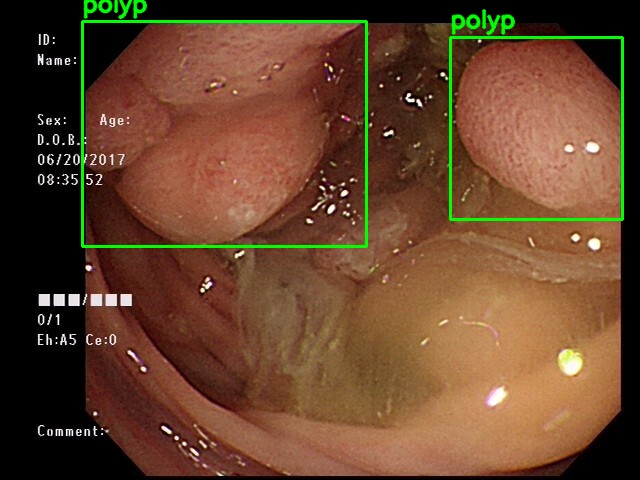 polyp
polyp
ID:
Name:
Sex: Age:
D.O.B.:
06/20/2017
08:35:52
■■■/■■■
0/1
Eh:A5 Ce:0
Comment: